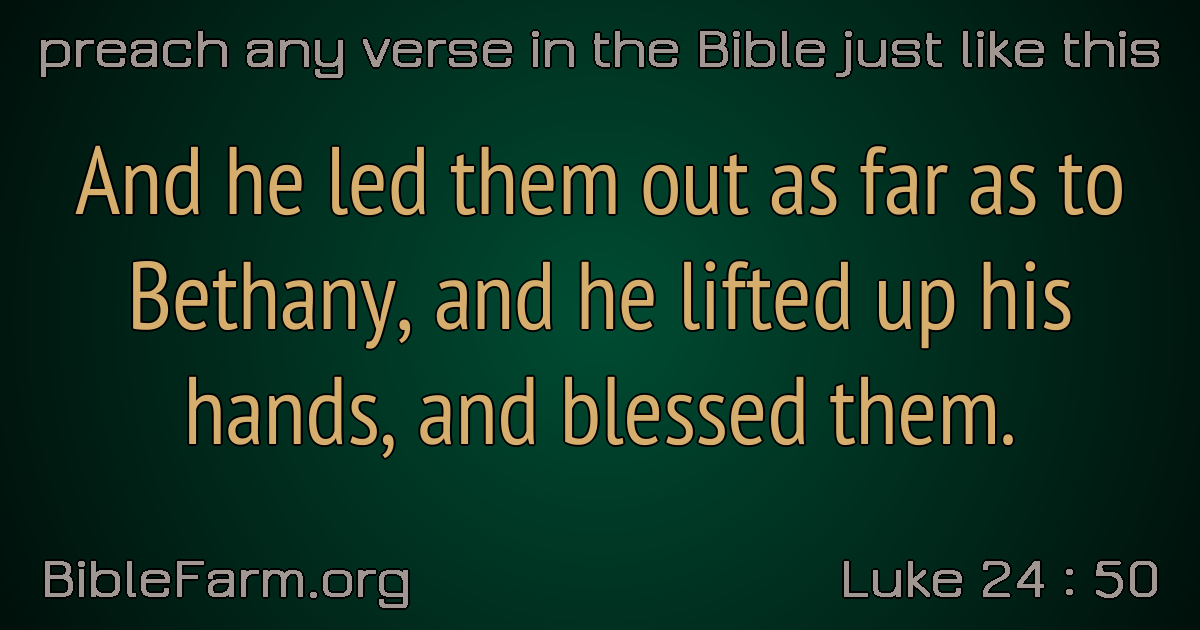 preach any verse in the Bible just like this
And he led them out as far as to
Bethany, and he lifted up his
hands, and blessed them.
BibleFarm.org
Luke 24 : 50